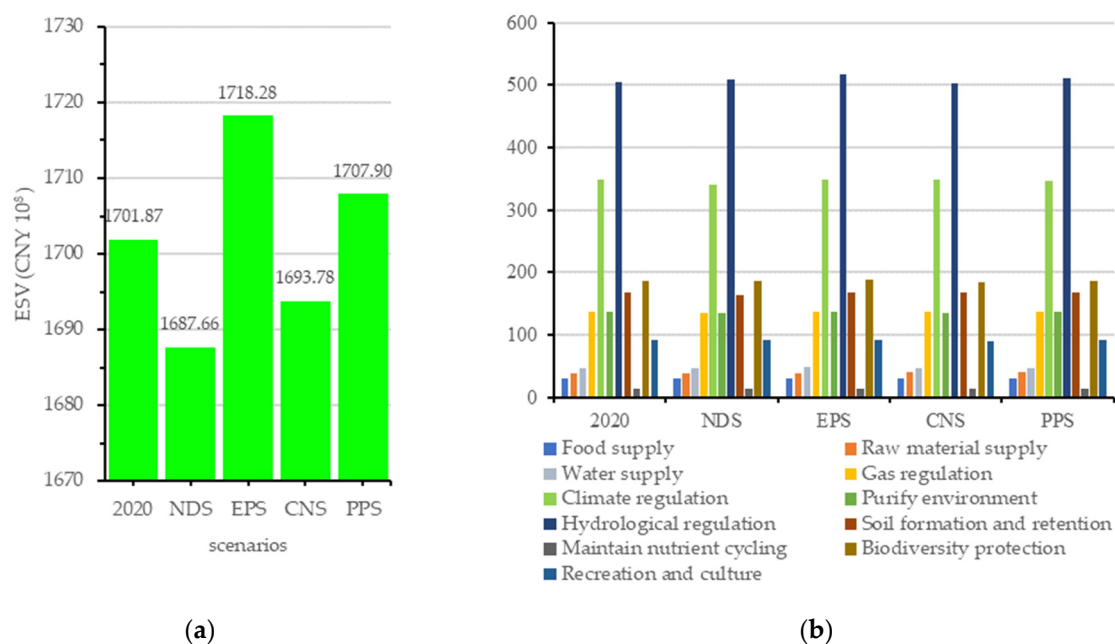 1730
1720
1710
1700
1690
1680
1670
ESV (CNY 10⁸)
1701.87
1687.66
1718.28
1693.78
1707.90
2020 NDS EPS CNS PPS
scenarios
(a)
600
500
400
300
200
100
0
2020 NDS EPS CNS PPS
Food supply Raw material supply
Water supply Gas regulation
Climate regulation Purify environment
Hydrological regulation Soil formation and retention
Maintain nutrient cycling Biodiversity protection
Recreation and culture
(b)